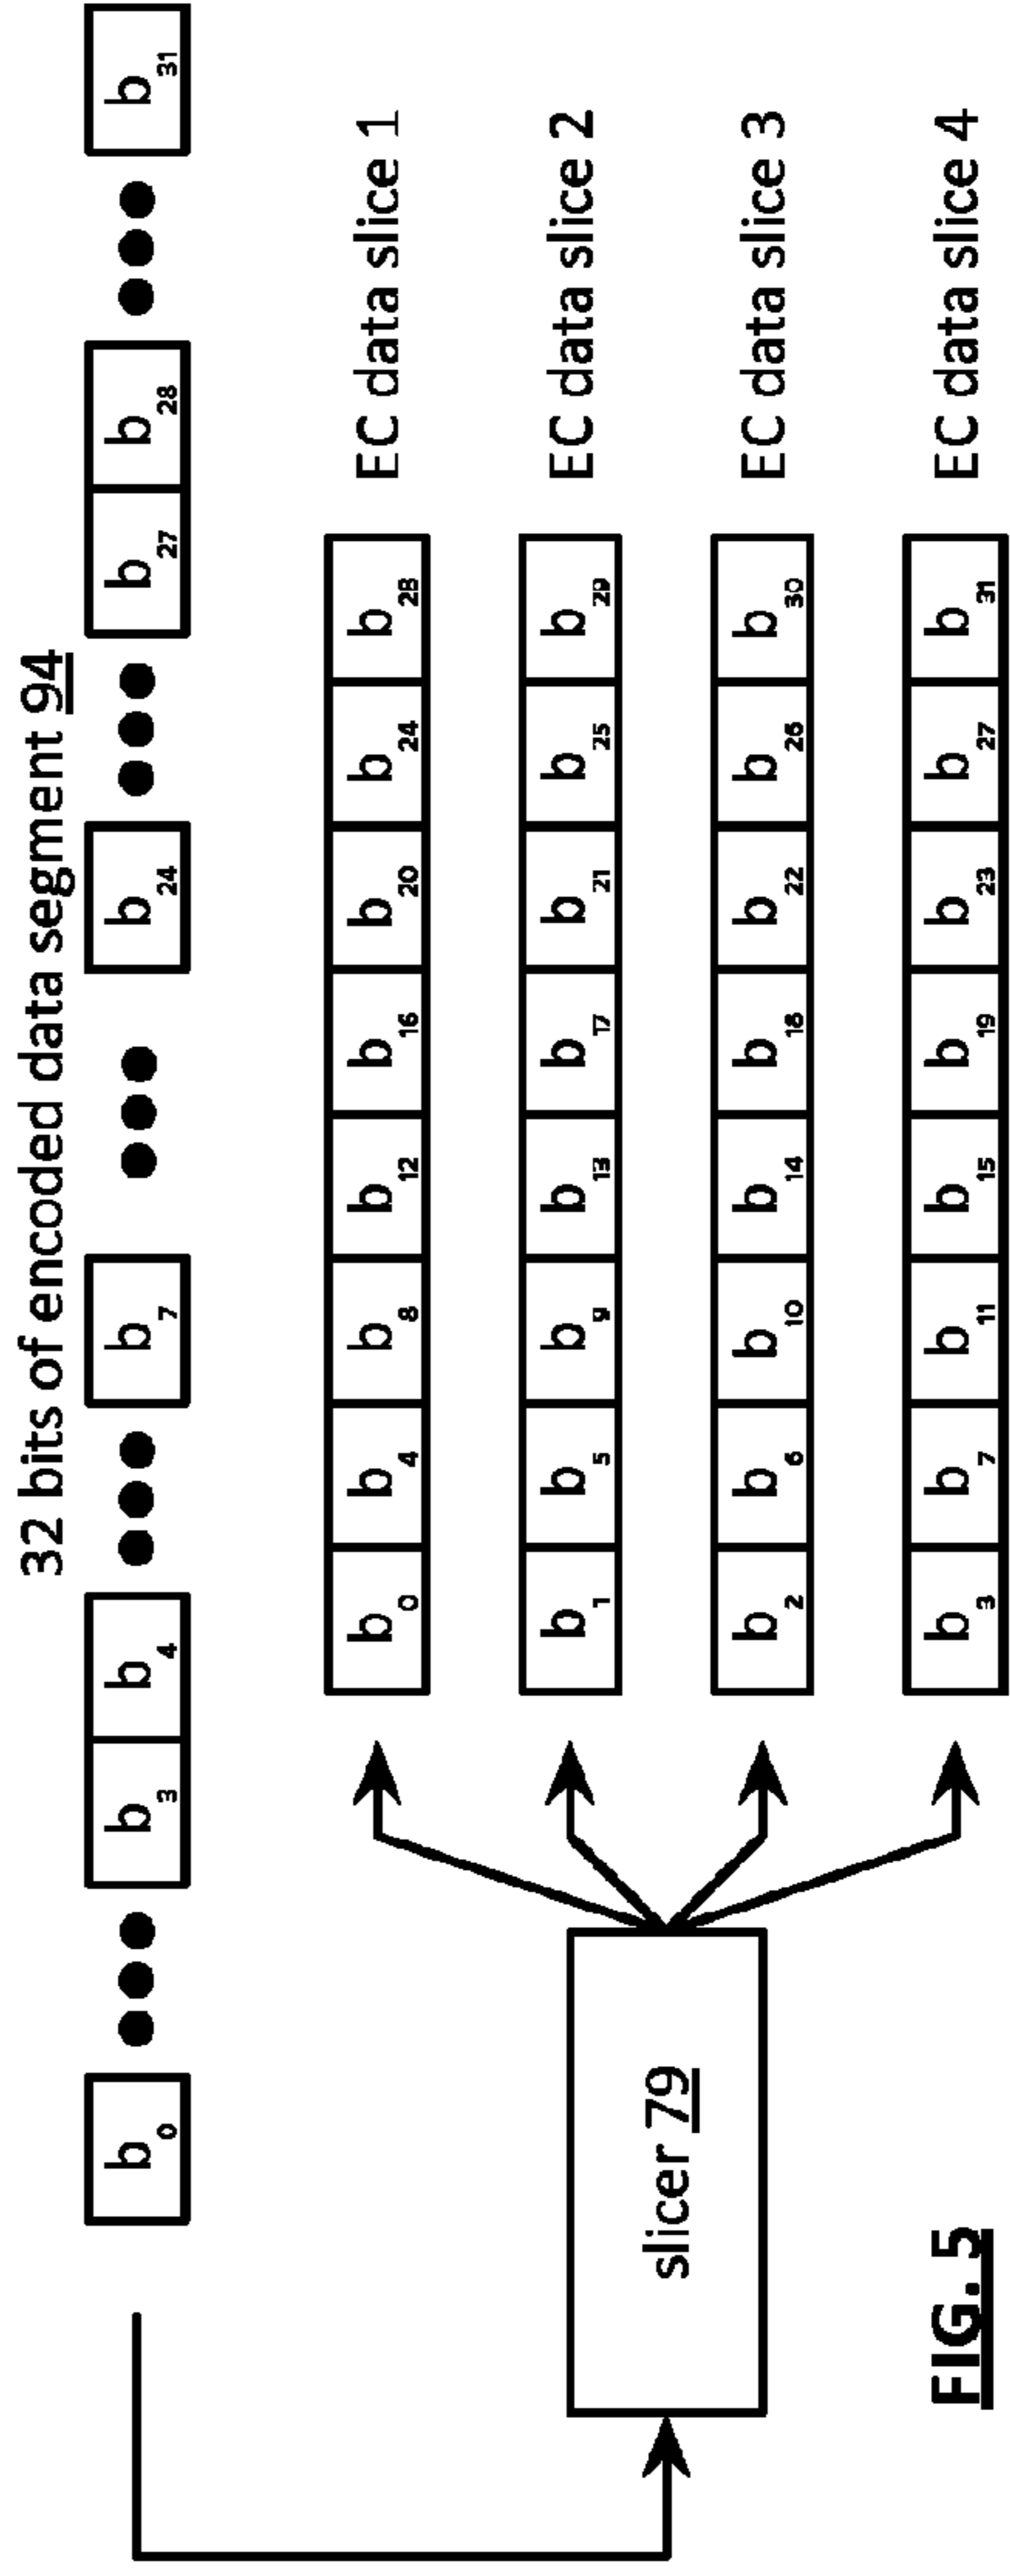 32 bits of encoded data segment 94
b0 ●●● b3 b4 ●●● b7 ●●● b24 ●●● b27 b28 ●●● b31
b0 b4 b8 b12 b16 b20 b24 b28 EC data slice 1
b1 b5 b9 b13 b17 b21 b25 b29 EC data slice 2
slicer 79
b2 b6 b10 b14 b18 b22 b26 b30 EC data slice 3
b3 b7 b11 b15 b19 b23 b27 b31 EC data slice 4
FIG. 5